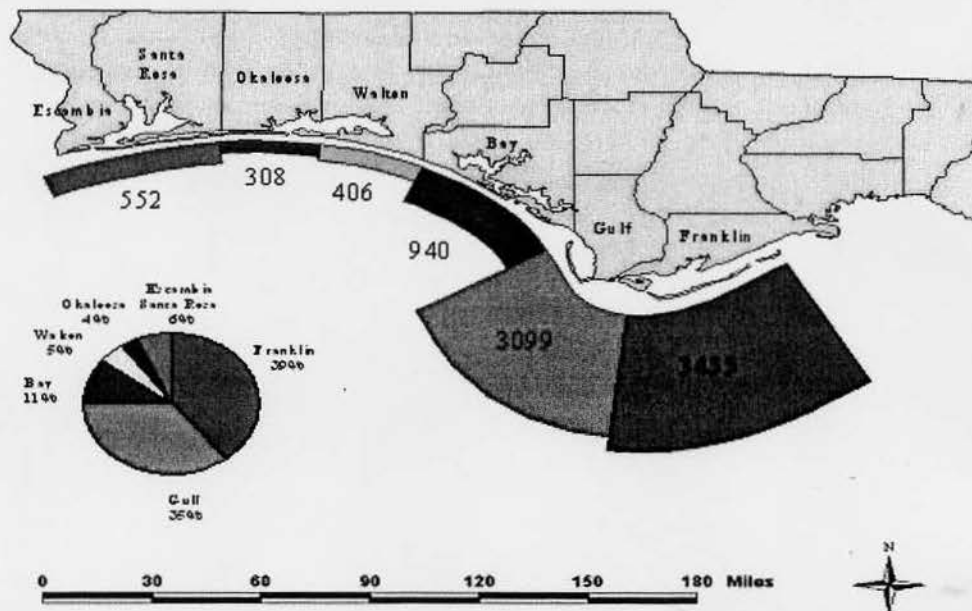 Santa
Rosa
Okaloosa
Walton
Escambia
Bay
Gulf
Franklin
552
308
406
940
3099
3455
Escambia
Santa Rosa
6%
Okaloosa
4%
Walton
5%
Franklin
39%
Bay
11%
Gulf
35%
N
0 30 60 90 120 150 180 Miles